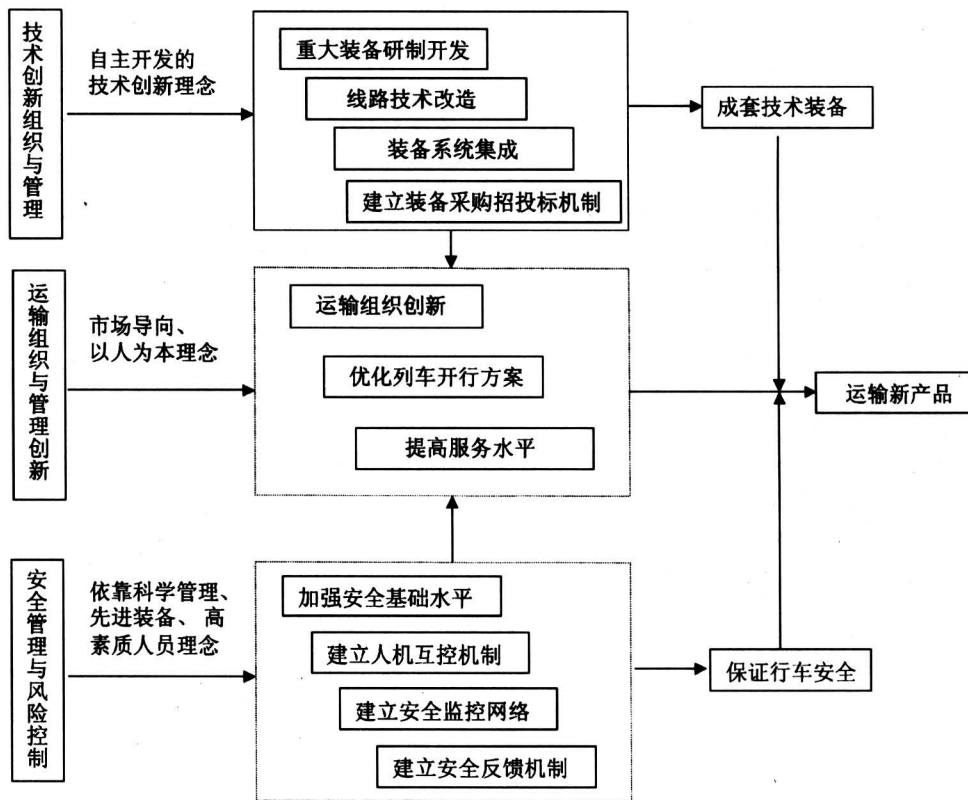 技术创新组织与管理
自主开发的
技术创新理念
重大装备研制开发
线路技术改造
装备系统集成
建立装备采购招投标机制
成套技术装备
运输组织与管理创新
市场导向、
以人为本理念
运输组织创新
优化列车开行方案
提高服务水平
运输新产品
安全管理与风险控制
依靠科学管理、
先进装备、 高
素质人员理念
加强安全基础水平
建立人机互控机制
建立安全监控网络
建立安全反馈机制
保证行车安全